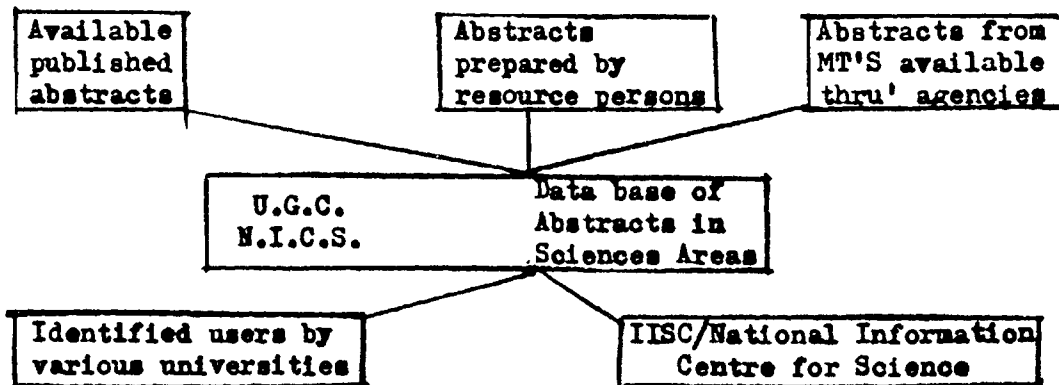 Available
published
abstracts
Abstracts
prepared by
resource persons
Abstracts from
MT'S available
thru' agencies
U.G.C.
N.I.C.S.
Data base of
Abstracts in
Sciences Areas
Identified users by
various universities
IISC/National Information
Centre for Science